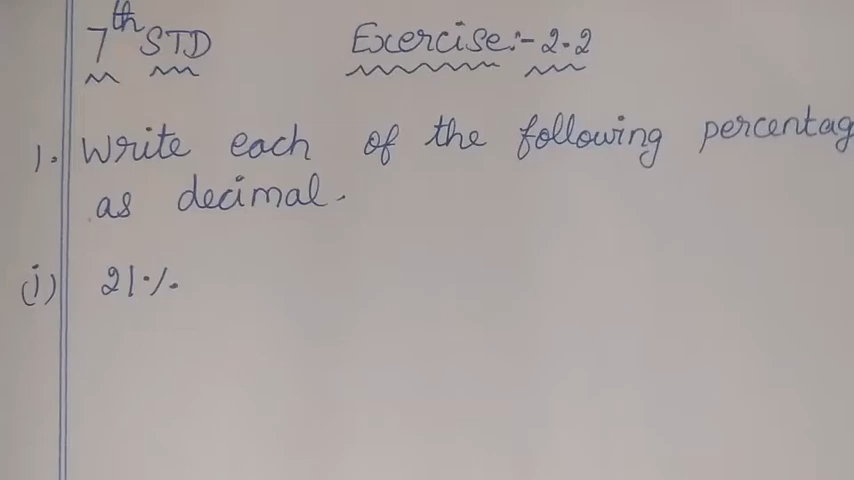 7th STD Exercise:- 2.2
1. Write each of the following percentag
as decimal.
(i) 21%